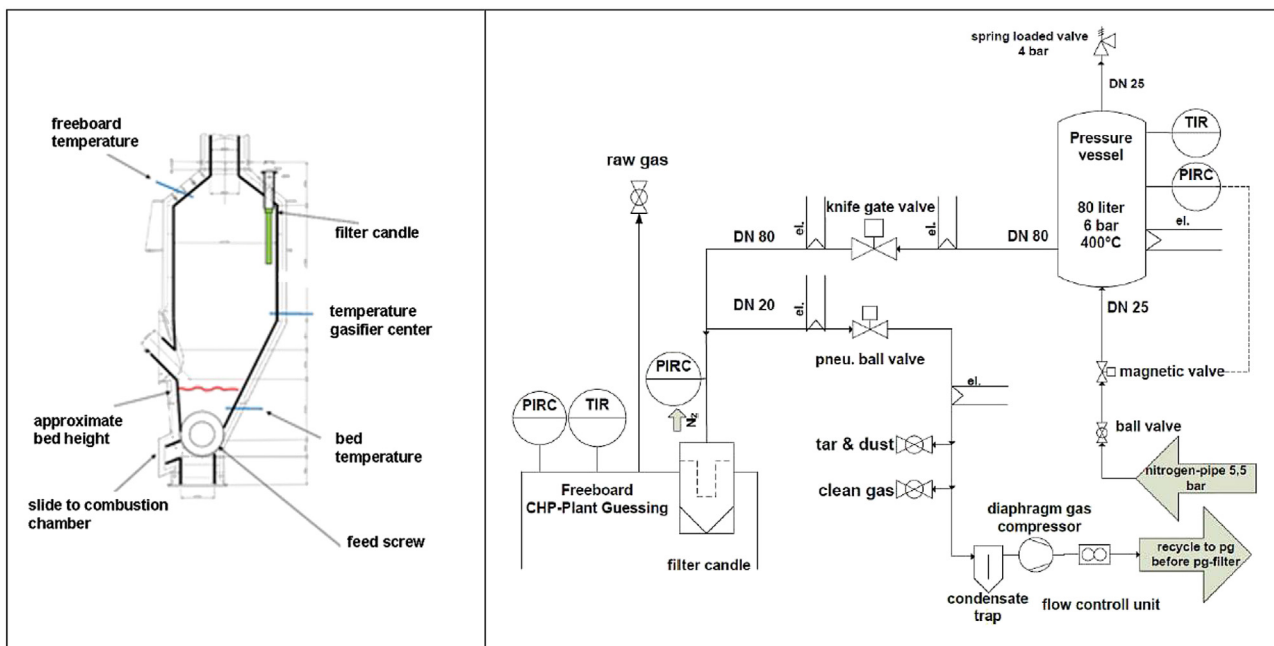 freeboard
temperature
filter candle
temperature
gasifier center
approximate
bed height
bed
temperature
slide to combustion
chamber
feed screw
spring loaded valve
4 bar
DN 25
Pressure
vessel
80 liter
6 bar
400°C
TIR
PIRC
el.
raw gas
knife gate valve
el.
el.
DN 80
DN 80
DN 20
el.
DN 25
pneu. ball valve
magnetic valve
PIRC
N₂
el.
ball valve
PIRC
TIR
tar & dust
nitrogen-pipe 5,5
bar
clean gas
Freeboard
CHP-Plant Guessing
diaphragm gas
compressor
recycle to pg
before pg-filter
filter candle
condensate
trap
flow controll unit